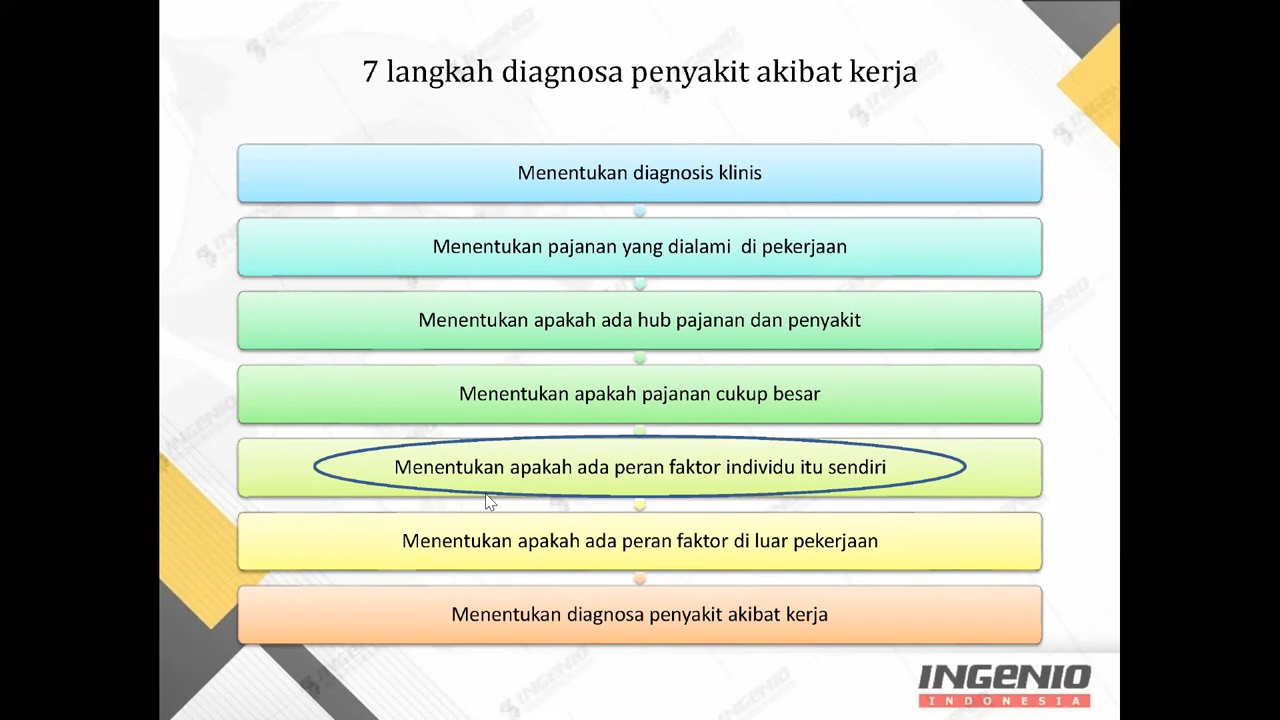 7 langkah diagnosa penyakit akibat kerja
Menentukan diagnosis klinis
Menentukan pajanan yang dialami di pekerjaan
Menentukan apakah ada hub pajanan dan penyakit
Menentukan apakah pajanan cukup besar
Menentukan apakah ada peran faktor individu itu sendiri
Menentukan apakah ada peran faktor di luar pekerjaan
Menentukan diagnosa penyakit akibat kerja
INGENIO
INDONESIA